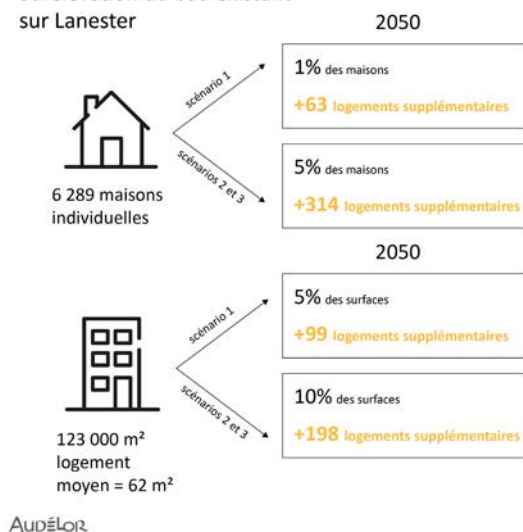 sur Lanester
2050
scénario 1
1% des maisons
+63 logements supplémentaires
scénarios 2 et 3
5% des maisons
+314 logements supplémentaires
6 289 maisons
individuelles
2050
scénario 1
5% des surfaces
+99 logements supplémentaires
scénarios 2 et 3
10% des surfaces
+198 logements supplémentaires
123 000 m²
logement
moyen = 62 m²
AUDÉLOR